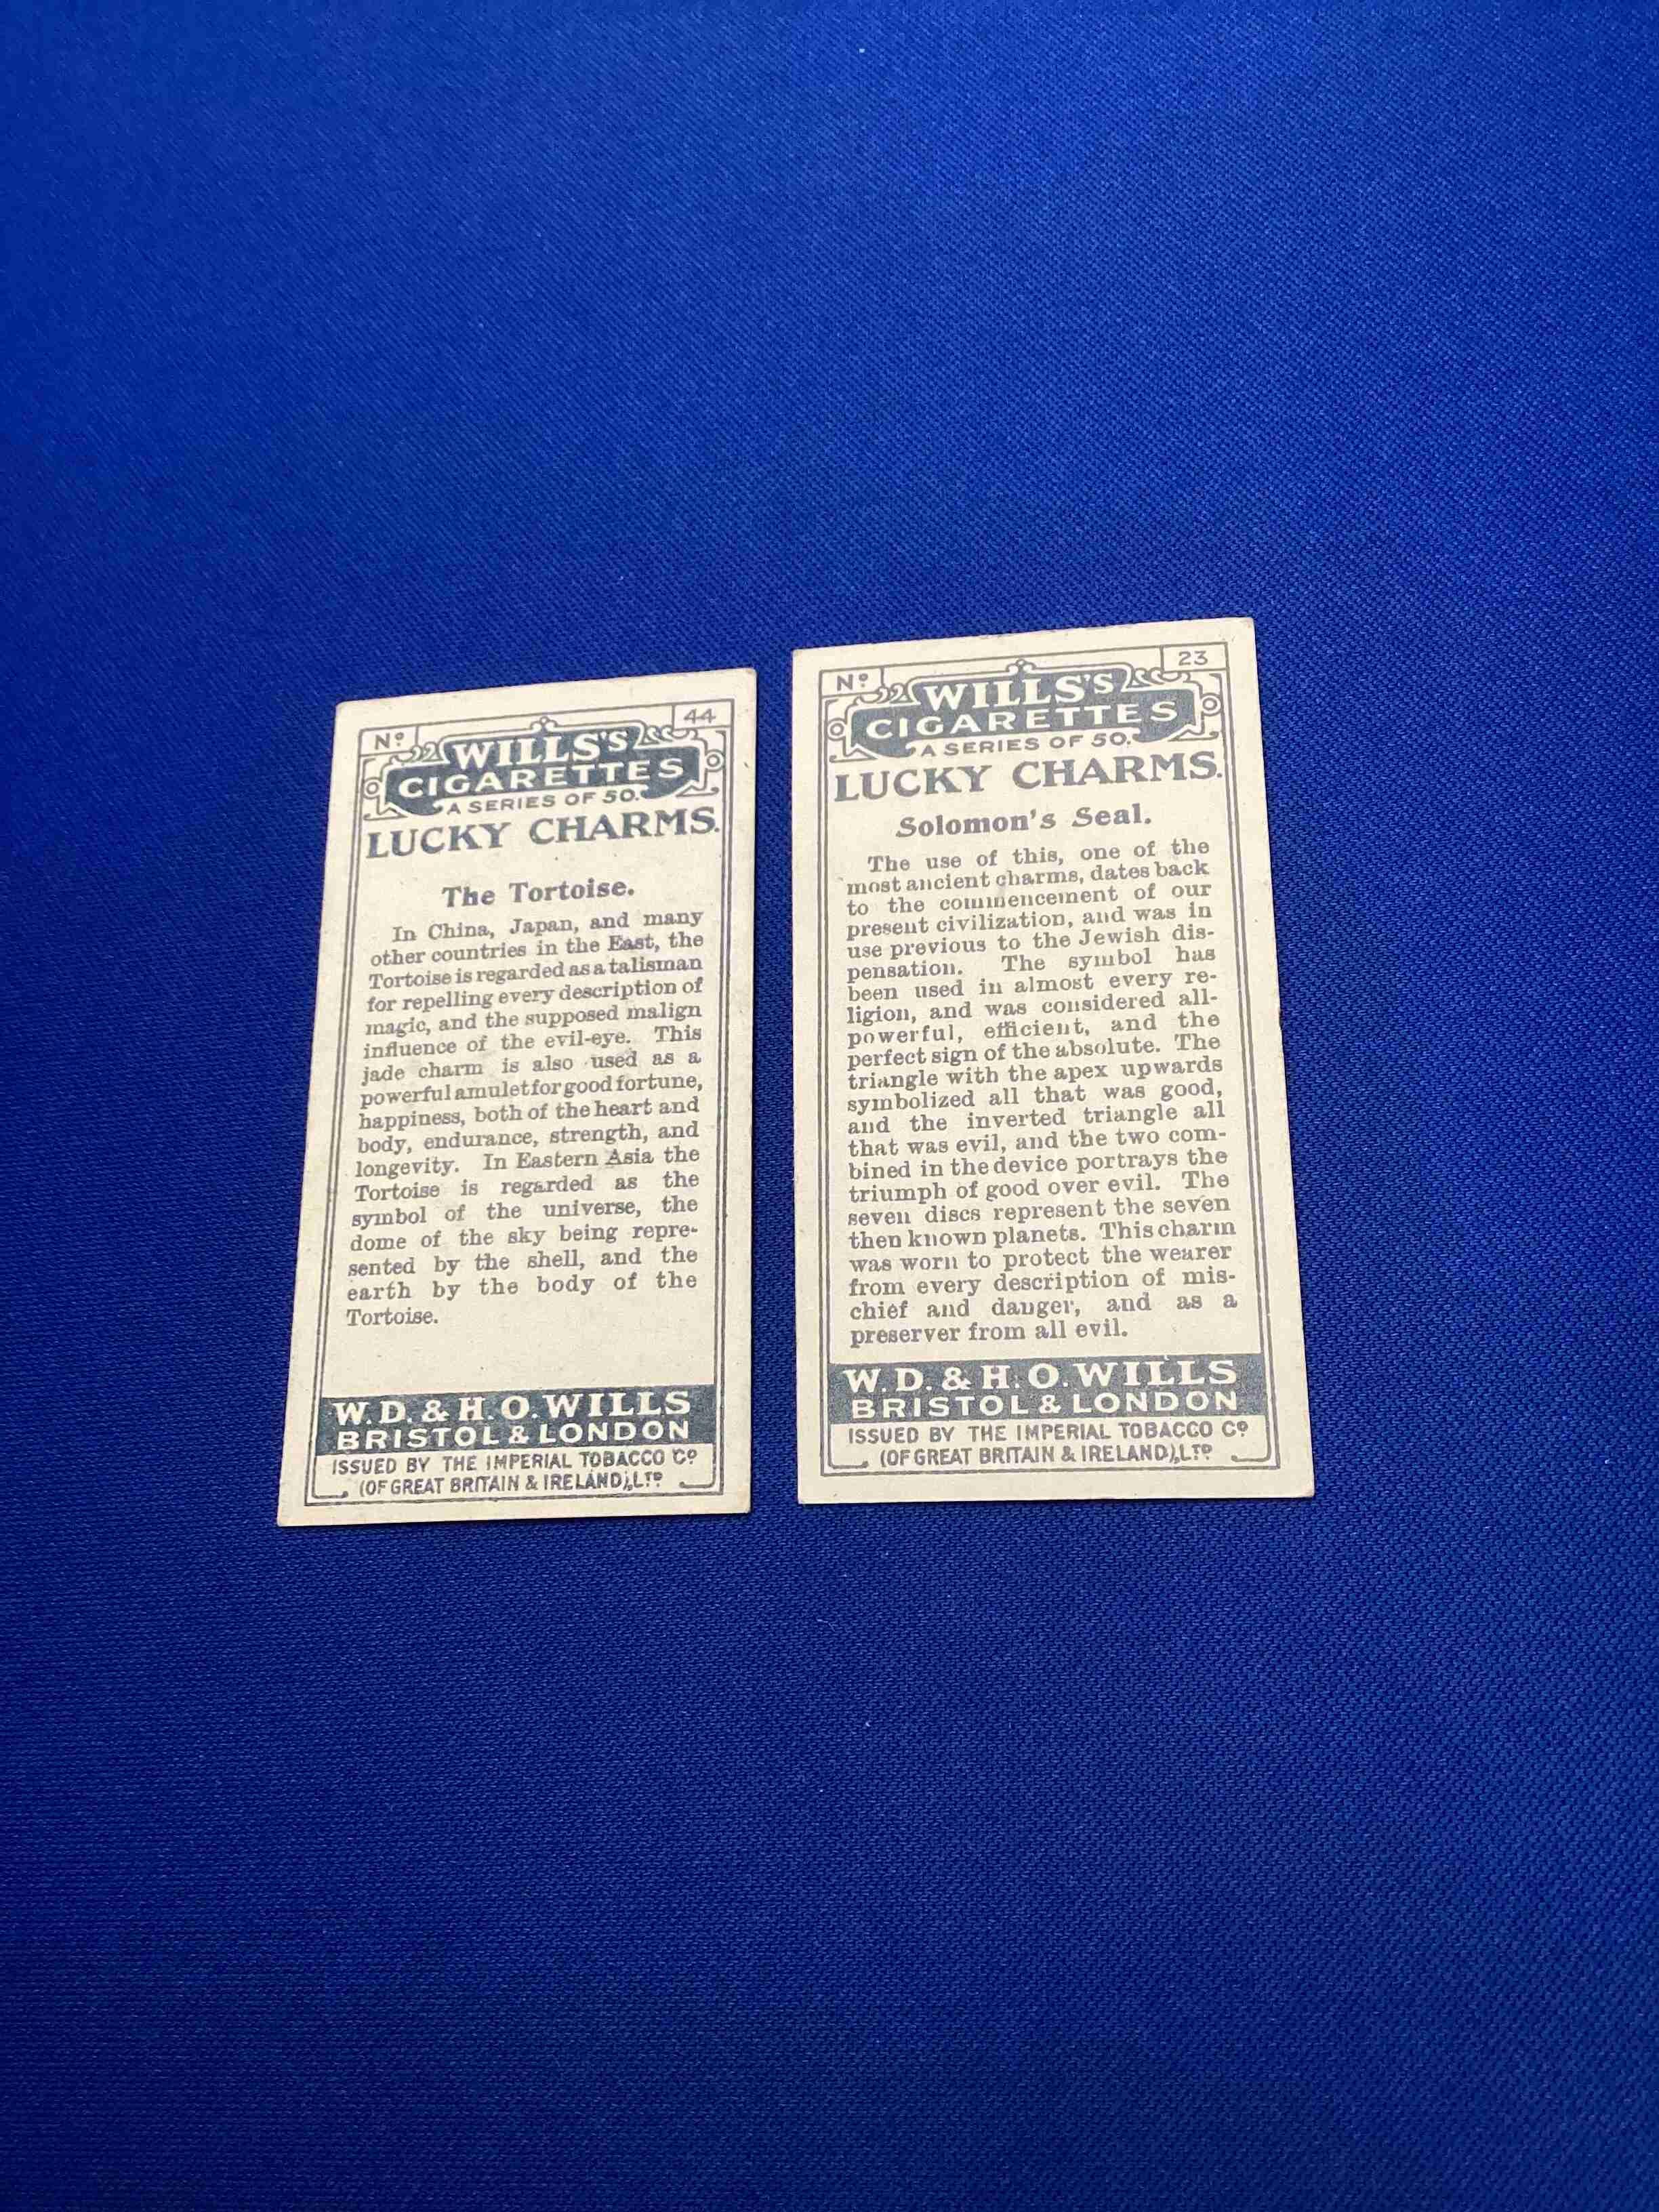 Nº 44
WILLS'S
CIGARETTES
A SERIES OF 50.
LUCKY CHARMS.
The Tortoise.
In China, Japan, and many
other countries in the East, the
Tortoise is regarded as a talisman
for repelling every description of
magic, and the supposed malign
influence of the evil-eye. This
jade charm is also used as a
powerful amulet for good fortune,
happiness, both of the heart and
body, endurance, strength, and
longevity. In Eastern Asia the
Tortoise is regarded as the
symbol of the universe, the
dome of the sky being repre-
sented by the shell, and the
earth by the body of the
Tortoise.
W.D. & H.O. WILLS
BRISTOL & LONDON
ISSUED BY THE IMPERIAL TOBACCO Cº
(OF GREAT BRITAIN & IRELAND), LTD
Nº 23
WILLS'S
CIGARETTES
A SERIES OF 50.
LUCKY CHARMS.
Solomon's Seal.
The use of this, one of the
most ancient charms, dates back
to the commencement of our
present civilization, and was in
use previous to the Jewish dis-
pensation. The symbol has
been used in almost every re-
ligion, and was considered all-
powerful, efficient, and the
perfect sign of the absolute. The
triangle with the apex upwards
symbolized all that was good,
and the inverted triangle all
that was evil, and the two com-
bined in the device portrays the
triumph of good over evil. The
seven discs represent the seven
then known planets. This charm
was worn to protect the wearer
from every description of mis-
chief and danger, and as a
preserver from all evil.
W.D. & H.O. WILLS
BRISTOL & LONDON
ISSUED BY THE IMPERIAL TOBACCO Cº
(OF GREAT BRITAIN & IRELAND), LTD